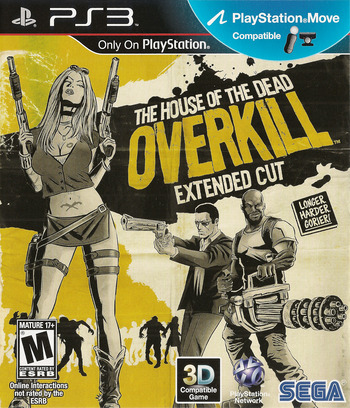 PS3
PlayStation®Move
Compatible
Only On PlayStation®
THE HOUSE OF THE DEAD
OVERKILL™
EXTENDED CUT
LONGER
HARDER
GORIER!
MATURE 17+
M
CONTENT RATED BY
ESRB
Online Interactions
not rated by the
ESRB
3D
Compatible
Game
PlayStation
Network
SEGA